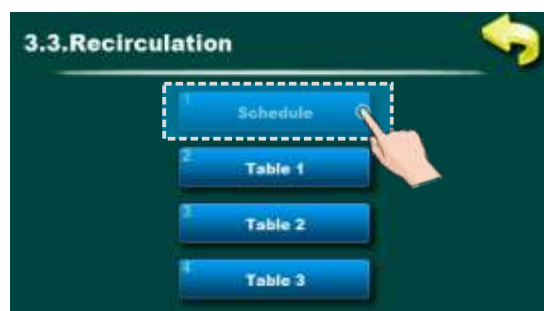 3.3.Recirculation
1
Schedule
2
Table 1
3
Table 2
4
Table 3